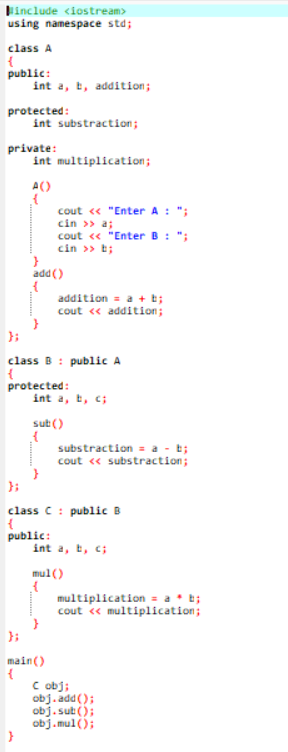 #include <iostream>
using namespace std;
class A
{
public:
int a, b, addition;
protected:
int substraction;
private:
int multiplication;
A()
{
cout << "Enter A : ";
cin >> a;
cout << "Enter B : ";
cin >> b;
}
add()
{
addition = a + b;
cout << addition;
}
};
class B : public A
{
protected:
int a, b, c;
sub()
{
substraction = a - b;
cout << substraction;
}
};
class C : public B
{
public:
int a, b, c;
mul()
{
multiplication = a * b;
cout << multiplication;
}
};
main()
{
C obj;
obj.add();
obj.sub();
obj.mul();
}